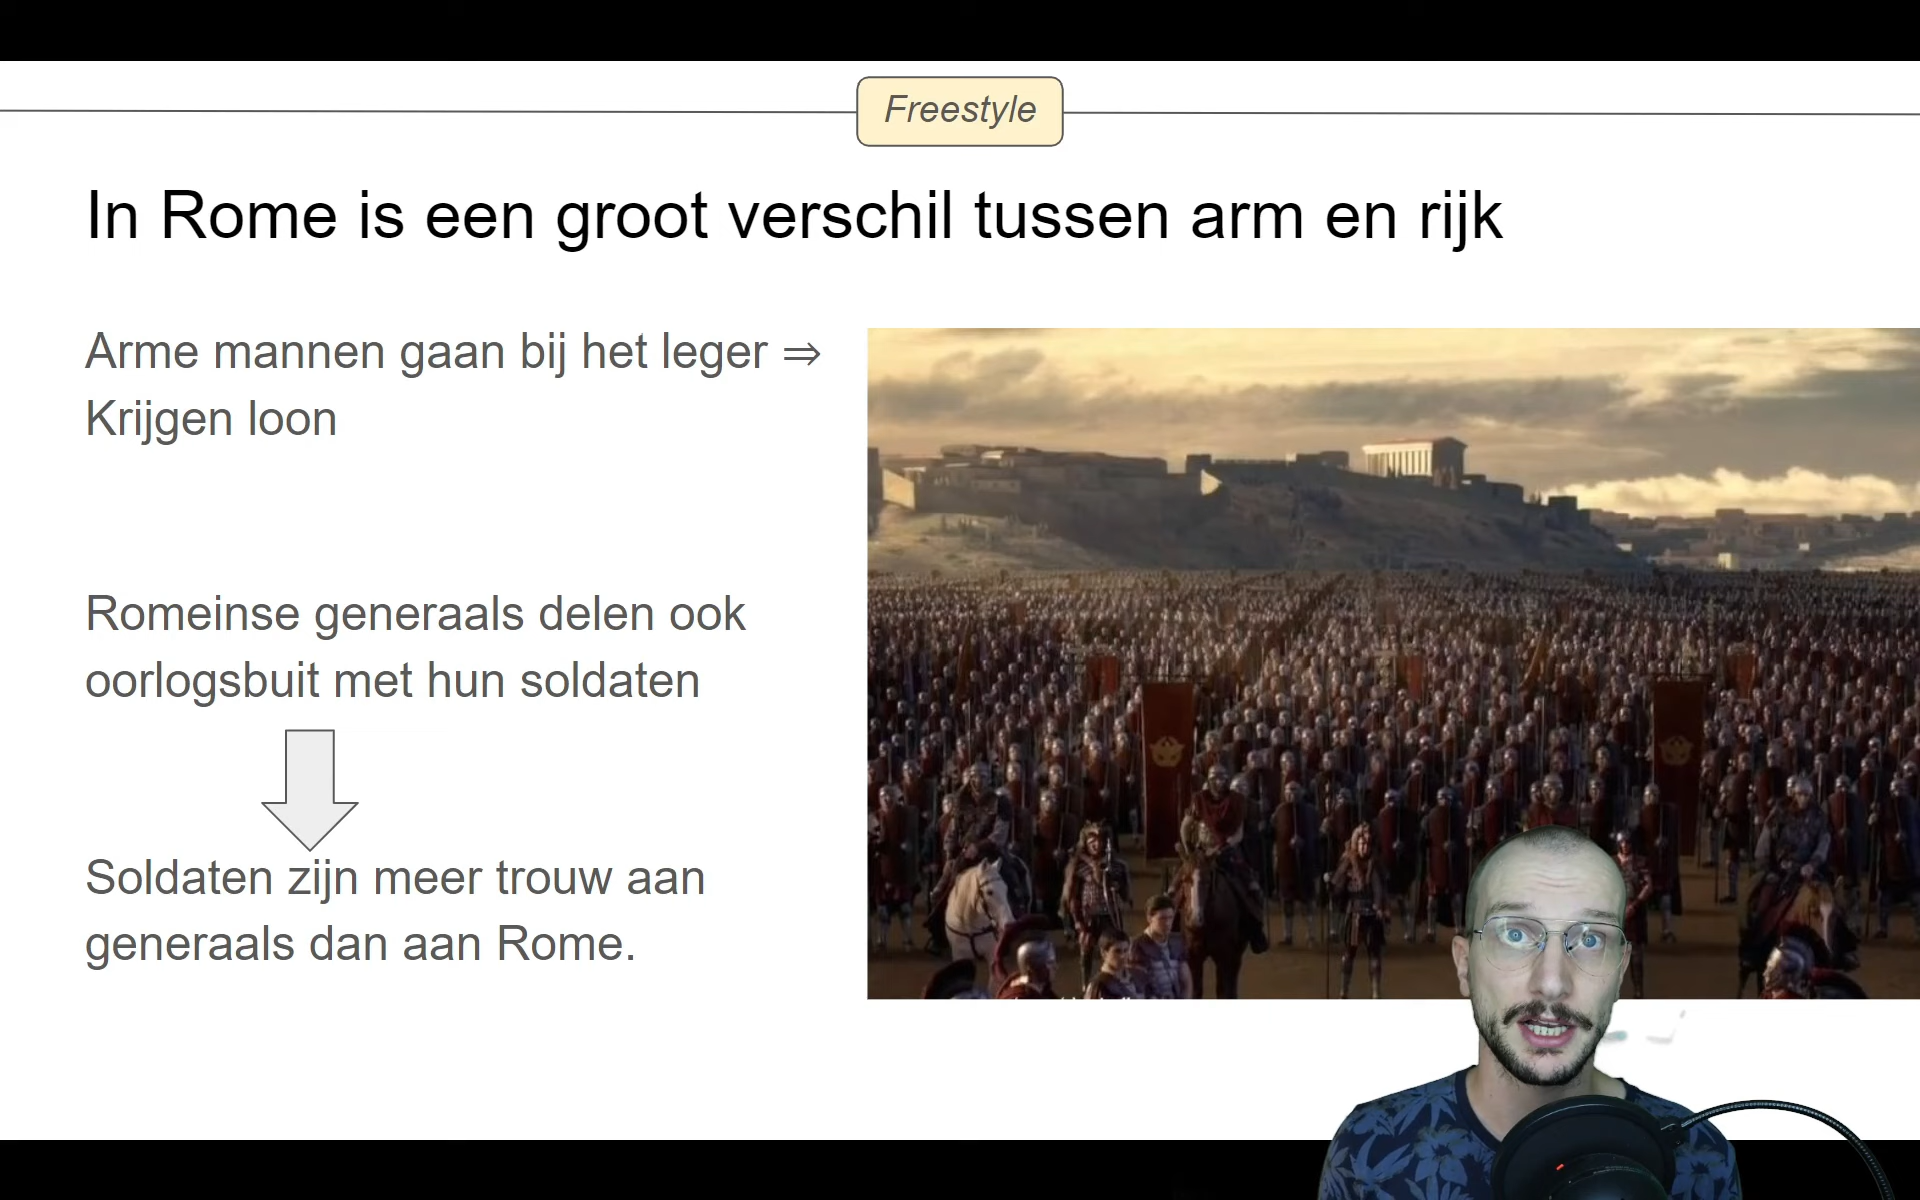 Freestyle
In Rome is een groot verschil tussen arm en rijk
Arme mannen gaan bij het leger ⇒
Krijgen loon
Romeinse generaals delen ook
oorlogsbuit met hun soldaten
Soldaten zijn meer trouw aan
generaals dan aan Rome.